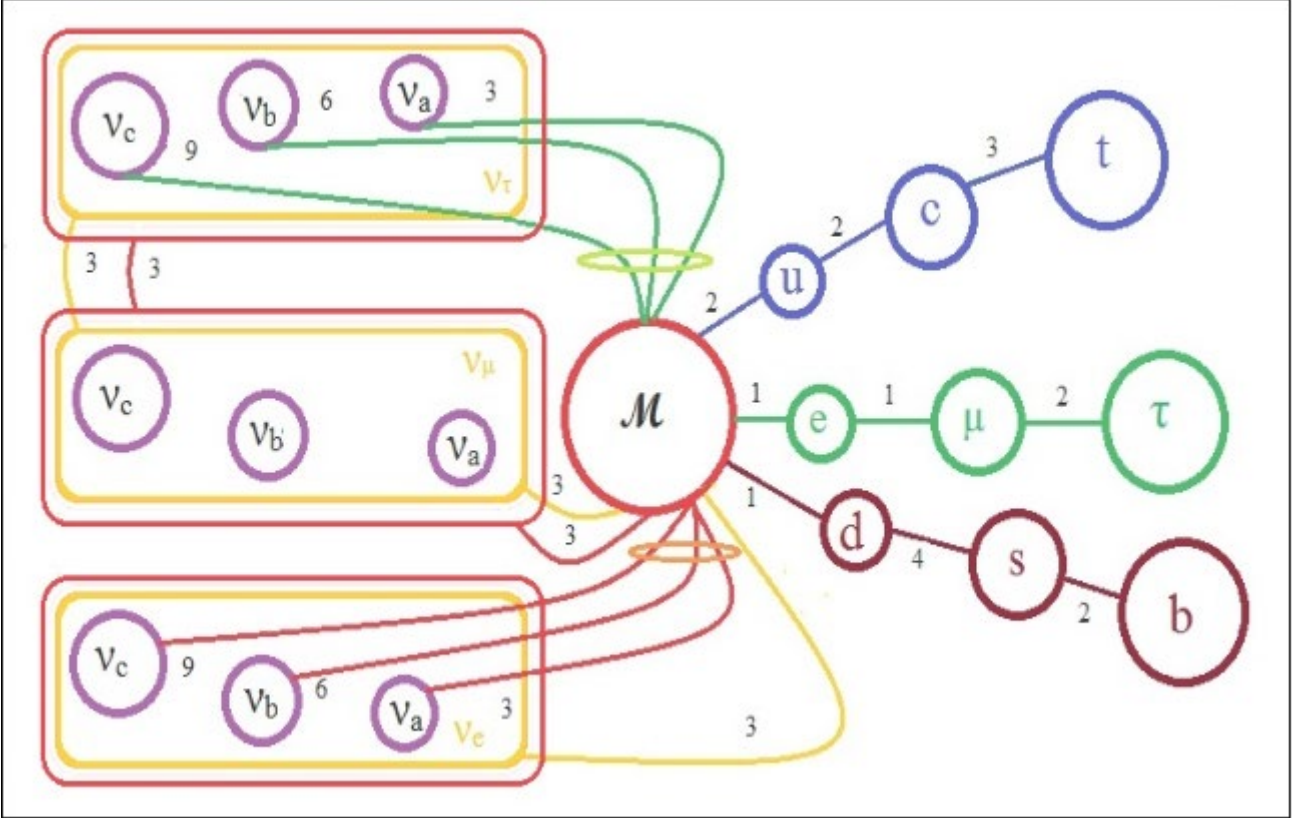 νc 9 νb 6 νa 3
ντ
3 3
νc νb νa
νμ
3
3
νc 9 νb 6 νa 3
νe
3
ℳ
2 u 2 c 3 t
1 e 1 μ 2 τ
1 d 4 s 2 b